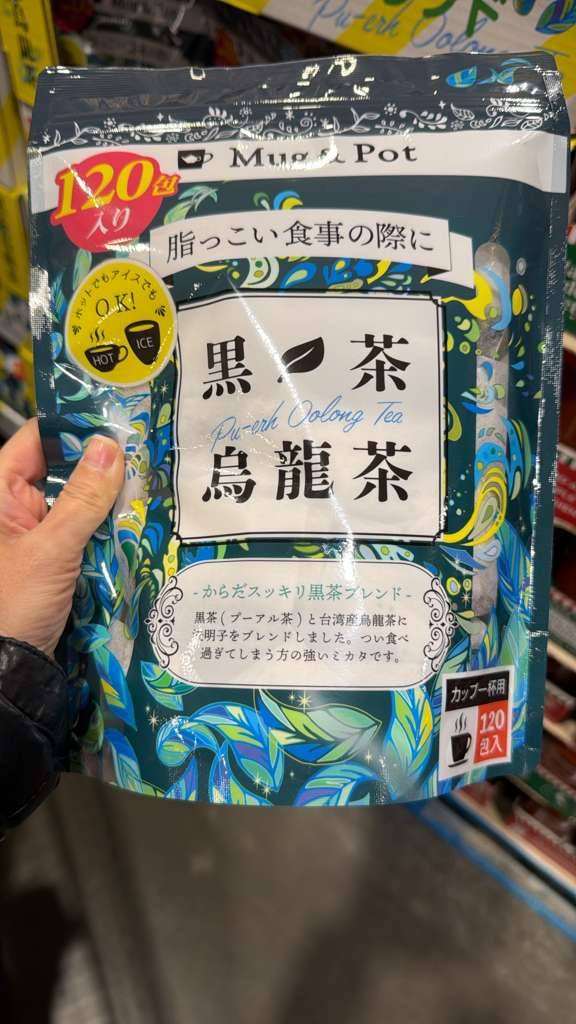 Pu-erh Oolong
Mug & Pot
120包
入り
脂っこい食事の際に
ホットでもアイスでも
O.K!
HOT
ICE
黒茶
Pu-erh Oolong Tea
烏龍茶
- からだスッキリ黒茶ブレンド -
黒茶(プーアル茶)と台湾産烏龍茶に
決明子をブレンドしました。つい食べ
過ぎてしまう方の強いミカタです。
カップ一杯用
120
包入